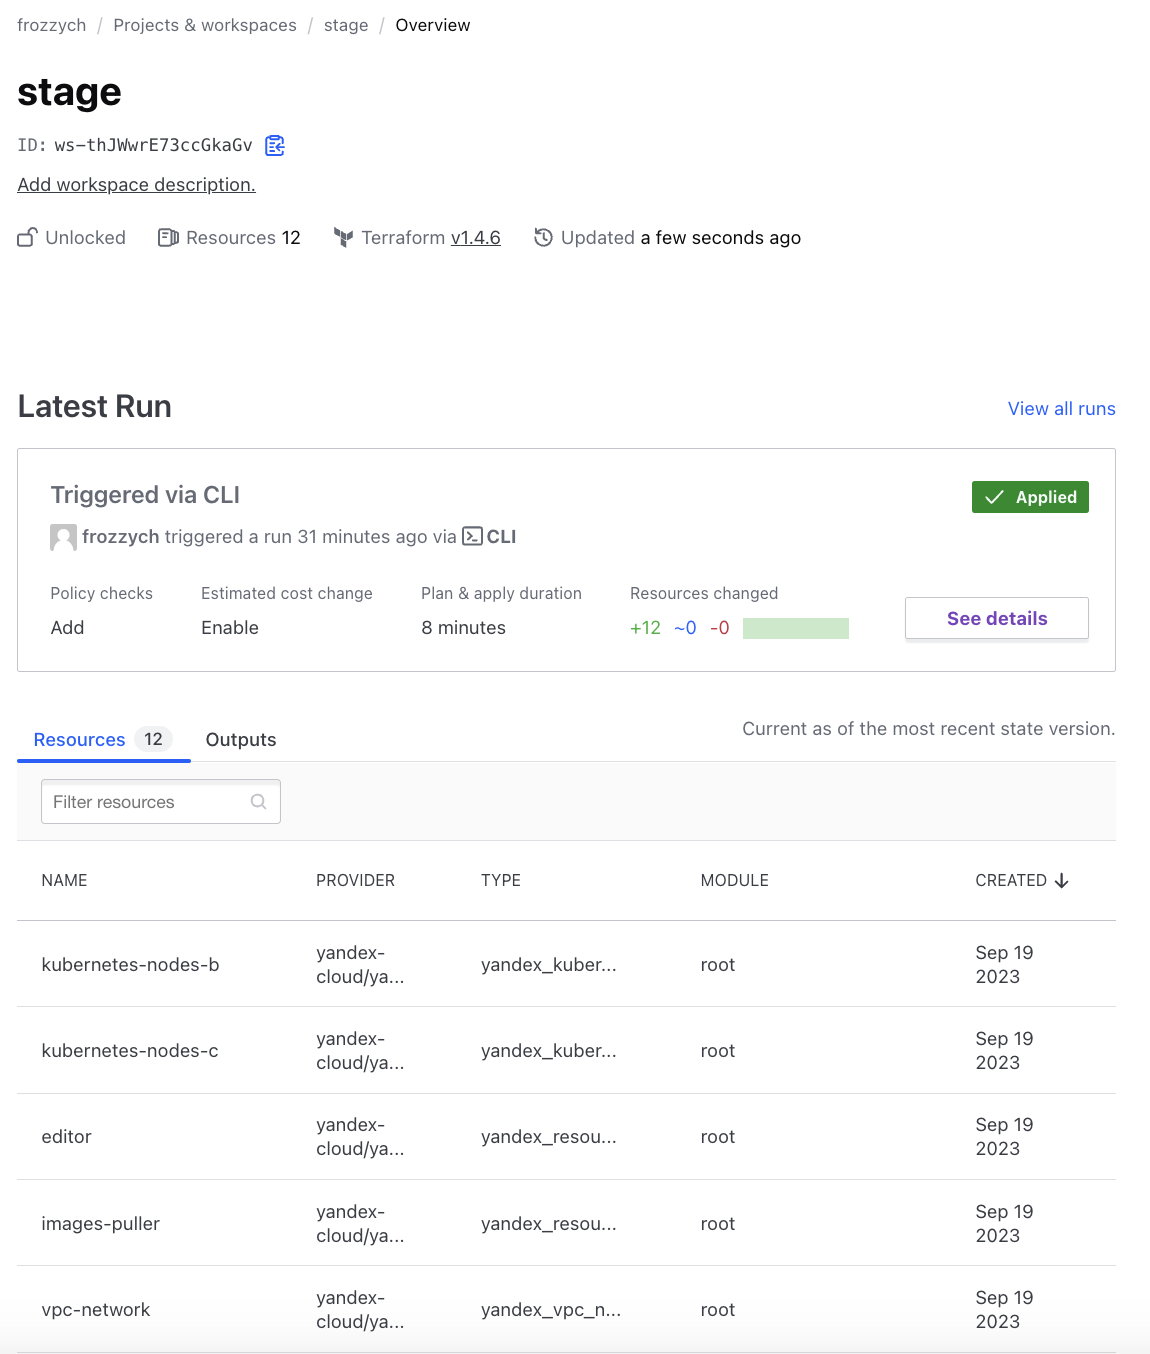 frozzych / Projects & workspaces / stage / Overview
stage
ID: ws-thJWwrE73ccGkaGv
Add workspace description.
Unlocked Resources 12 Terraform v1.4.6 Updated a few seconds ago
Latest Run
View all runs
Triggered via CLI
Applied
frozzych triggered a run 31 minutes ago via CLI
Policy checks Estimated cost change Plan & apply duration Resources changed
Add Enable 8 minutes +12 ~0 -0
See details
Resources 12 Outputs
Current as of the most recent state version.
Filter resources
NAME PROVIDER TYPE MODULE CREATED
kubernetes-nodes-b yandex-cloud/ya... yandex_kuber... root Sep 19 2023
kubernetes-nodes-c yandex-cloud/ya... yandex_kuber... root Sep 19 2023
editor yandex-cloud/ya... yandex_resou... root Sep 19 2023
images-puller yandex-cloud/ya... yandex_resou... root Sep 19 2023
vpc-network yandex-cloud/ya... yandex_vpc_n... root Sep 19 2023